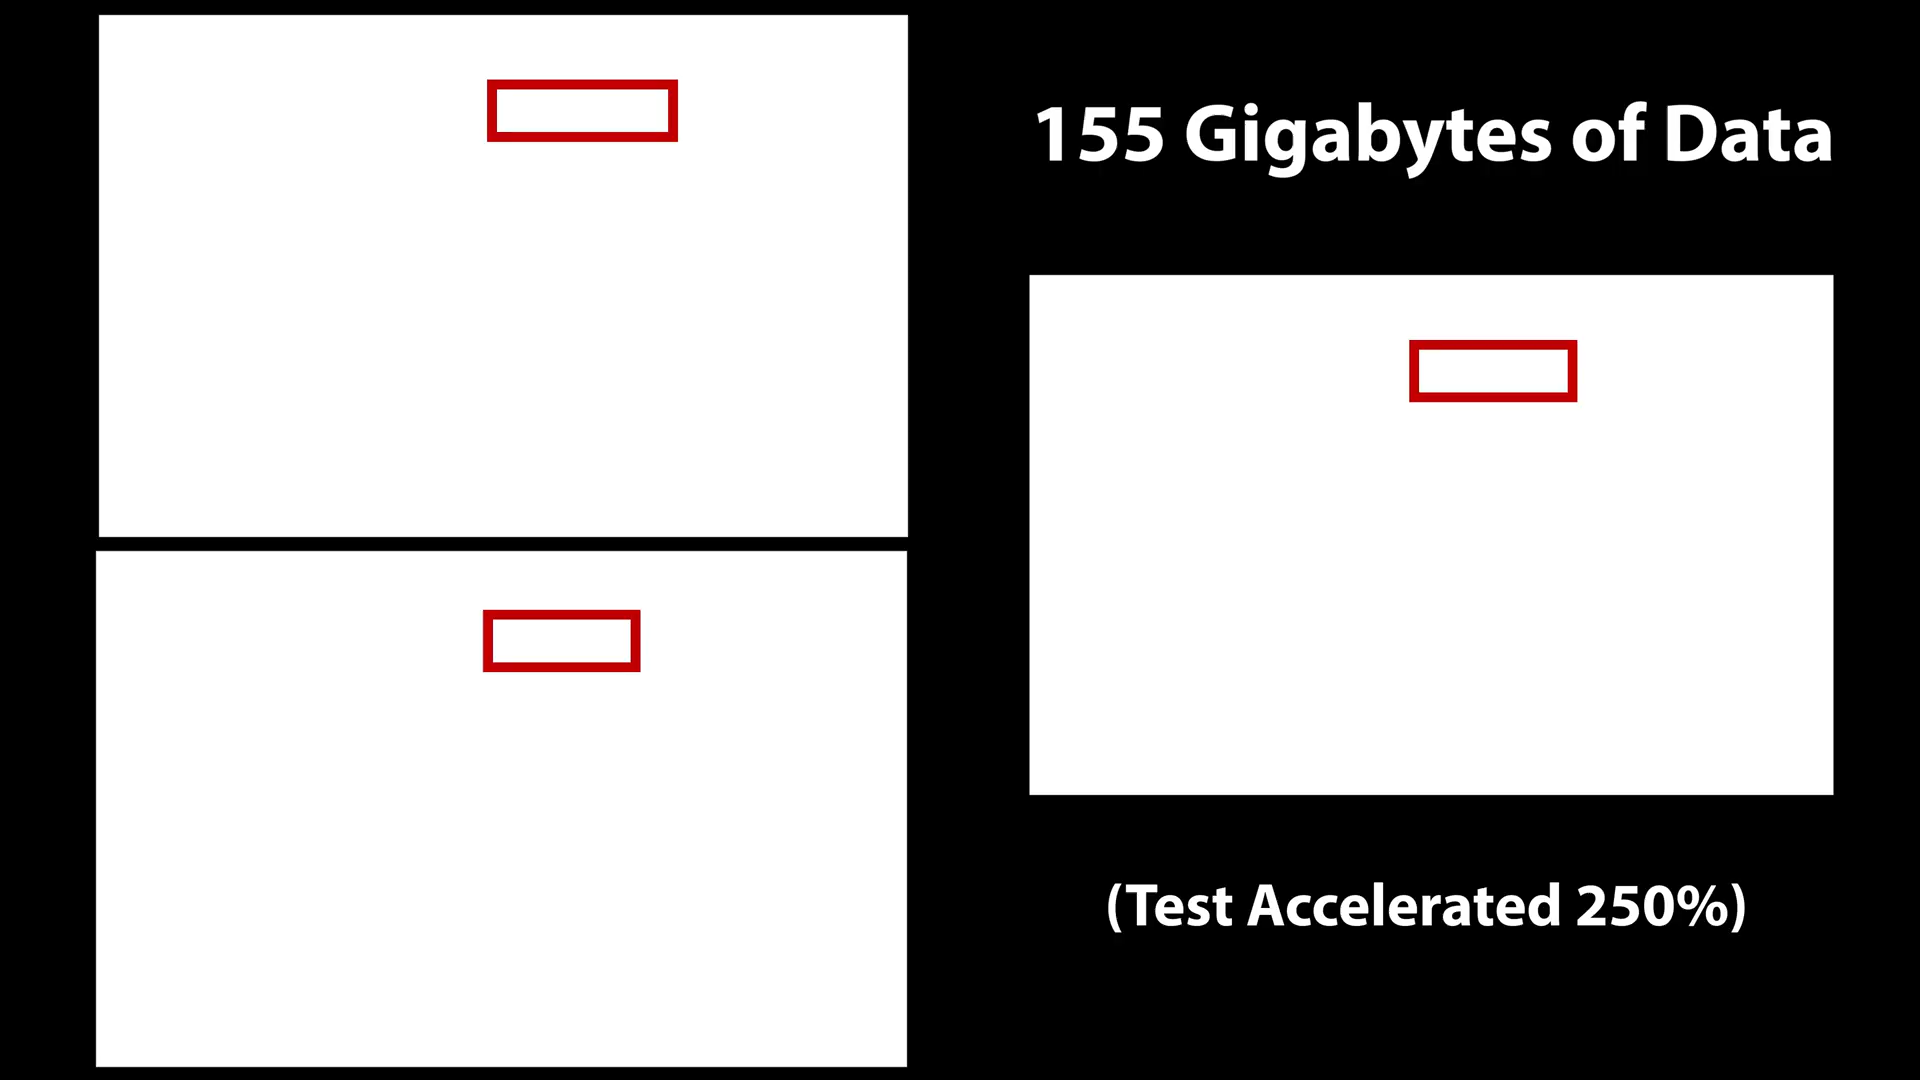 155 Gigabytes of Data
(Test Accelerated 250%)